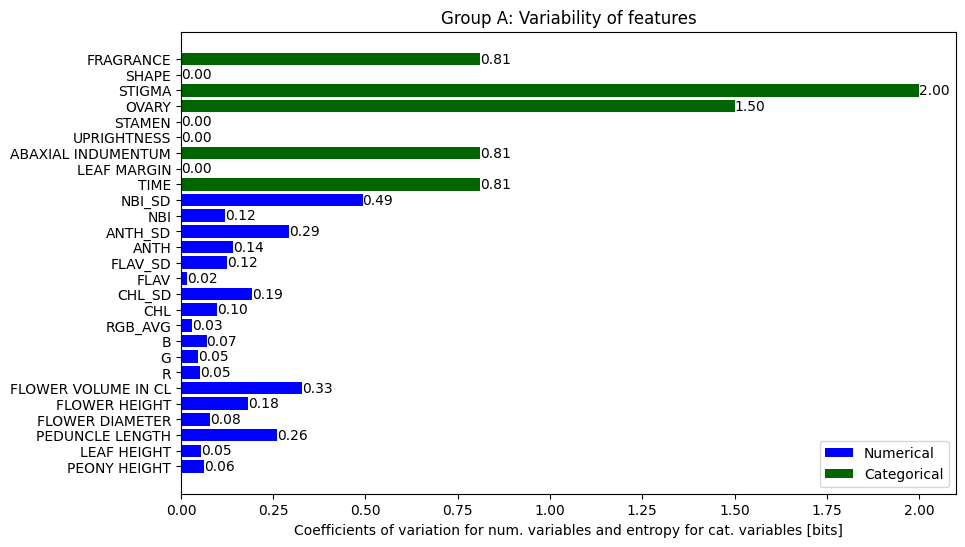 Group A: Variability of features
FRAGRANCE 0.81
SHAPE 0.00
STIGMA 2.00
OVARY 1.50
STAMEN 0.00
UPRIGHTNESS 0.00
ABAXIAL INDUMENTUM 0.81
LEAF MARGIN 0.00
TIME 0.81
NBI_SD 0.49
NBI 0.12
ANTH_SD 0.29
ANTH 0.14
FLAV_SD 0.12
FLAV 0.02
CHL_SD 0.19
CHL 0.10
RGB_AVG 0.03
B 0.07
G 0.05
R 0.05
FLOWER VOLUME IN CL 0.33
FLOWER HEIGHT 0.18
FLOWER DIAMETER 0.08
PEDUNCLE LENGTH 0.26
LEAF HEIGHT 0.05
PEONY HEIGHT 0.06
Numerical
Categorical
0.00 0.25 0.50 0.75 1.00 1.25 1.50 1.75 2.00
Coefficients of variation for num. variables and entropy for cat. variables [bits]